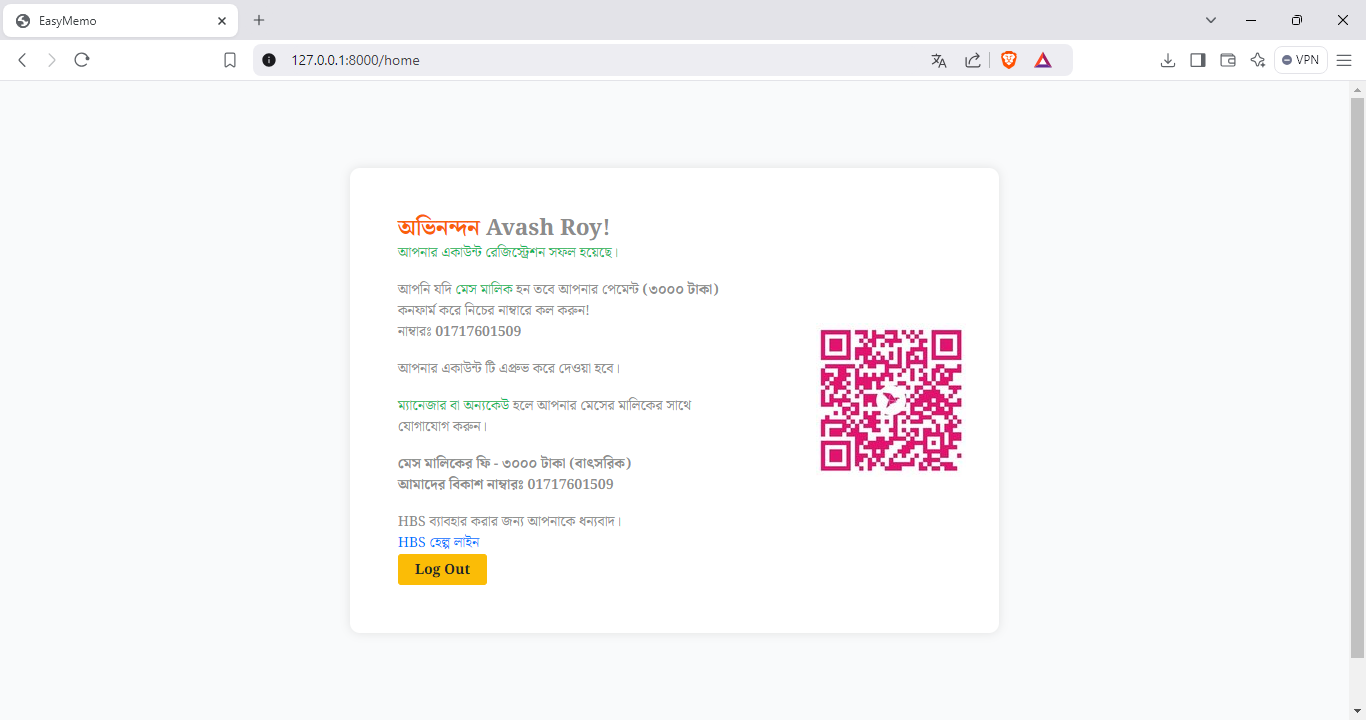 EasyMemo
127.0.0.1:8000/home
VPN
অভিনন্দন Avash Roy!
আপনার একাউন্ট রেজিস্ট্রেশন সফল হয়েছে।
আপনি যদি মেস মালিক হন তবে আপনার পেমেন্ট (৩০০০ টাকা)
কনফার্ম করে নিচের নাম্বারে কল করুন!
নাম্বারঃ 01717601509
আপনার একাউন্ট টি এপ্রুভ করে দেওয়া হবে।
ম্যানেজার বা অন্যকেউ হলে আপনার মেসের মালিকের সাথে
যোগাযোগ করুন।
মেস মালিকের ফি - ৩০০০ টাকা (বাৎসরিক)
আমাদের বিকাশ নাম্বারঃ 01717601509
HBS ব্যাবহার করার জন্য আপনাকে ধন্যবাদ।
HBS হেল্প লাইন
Log Out